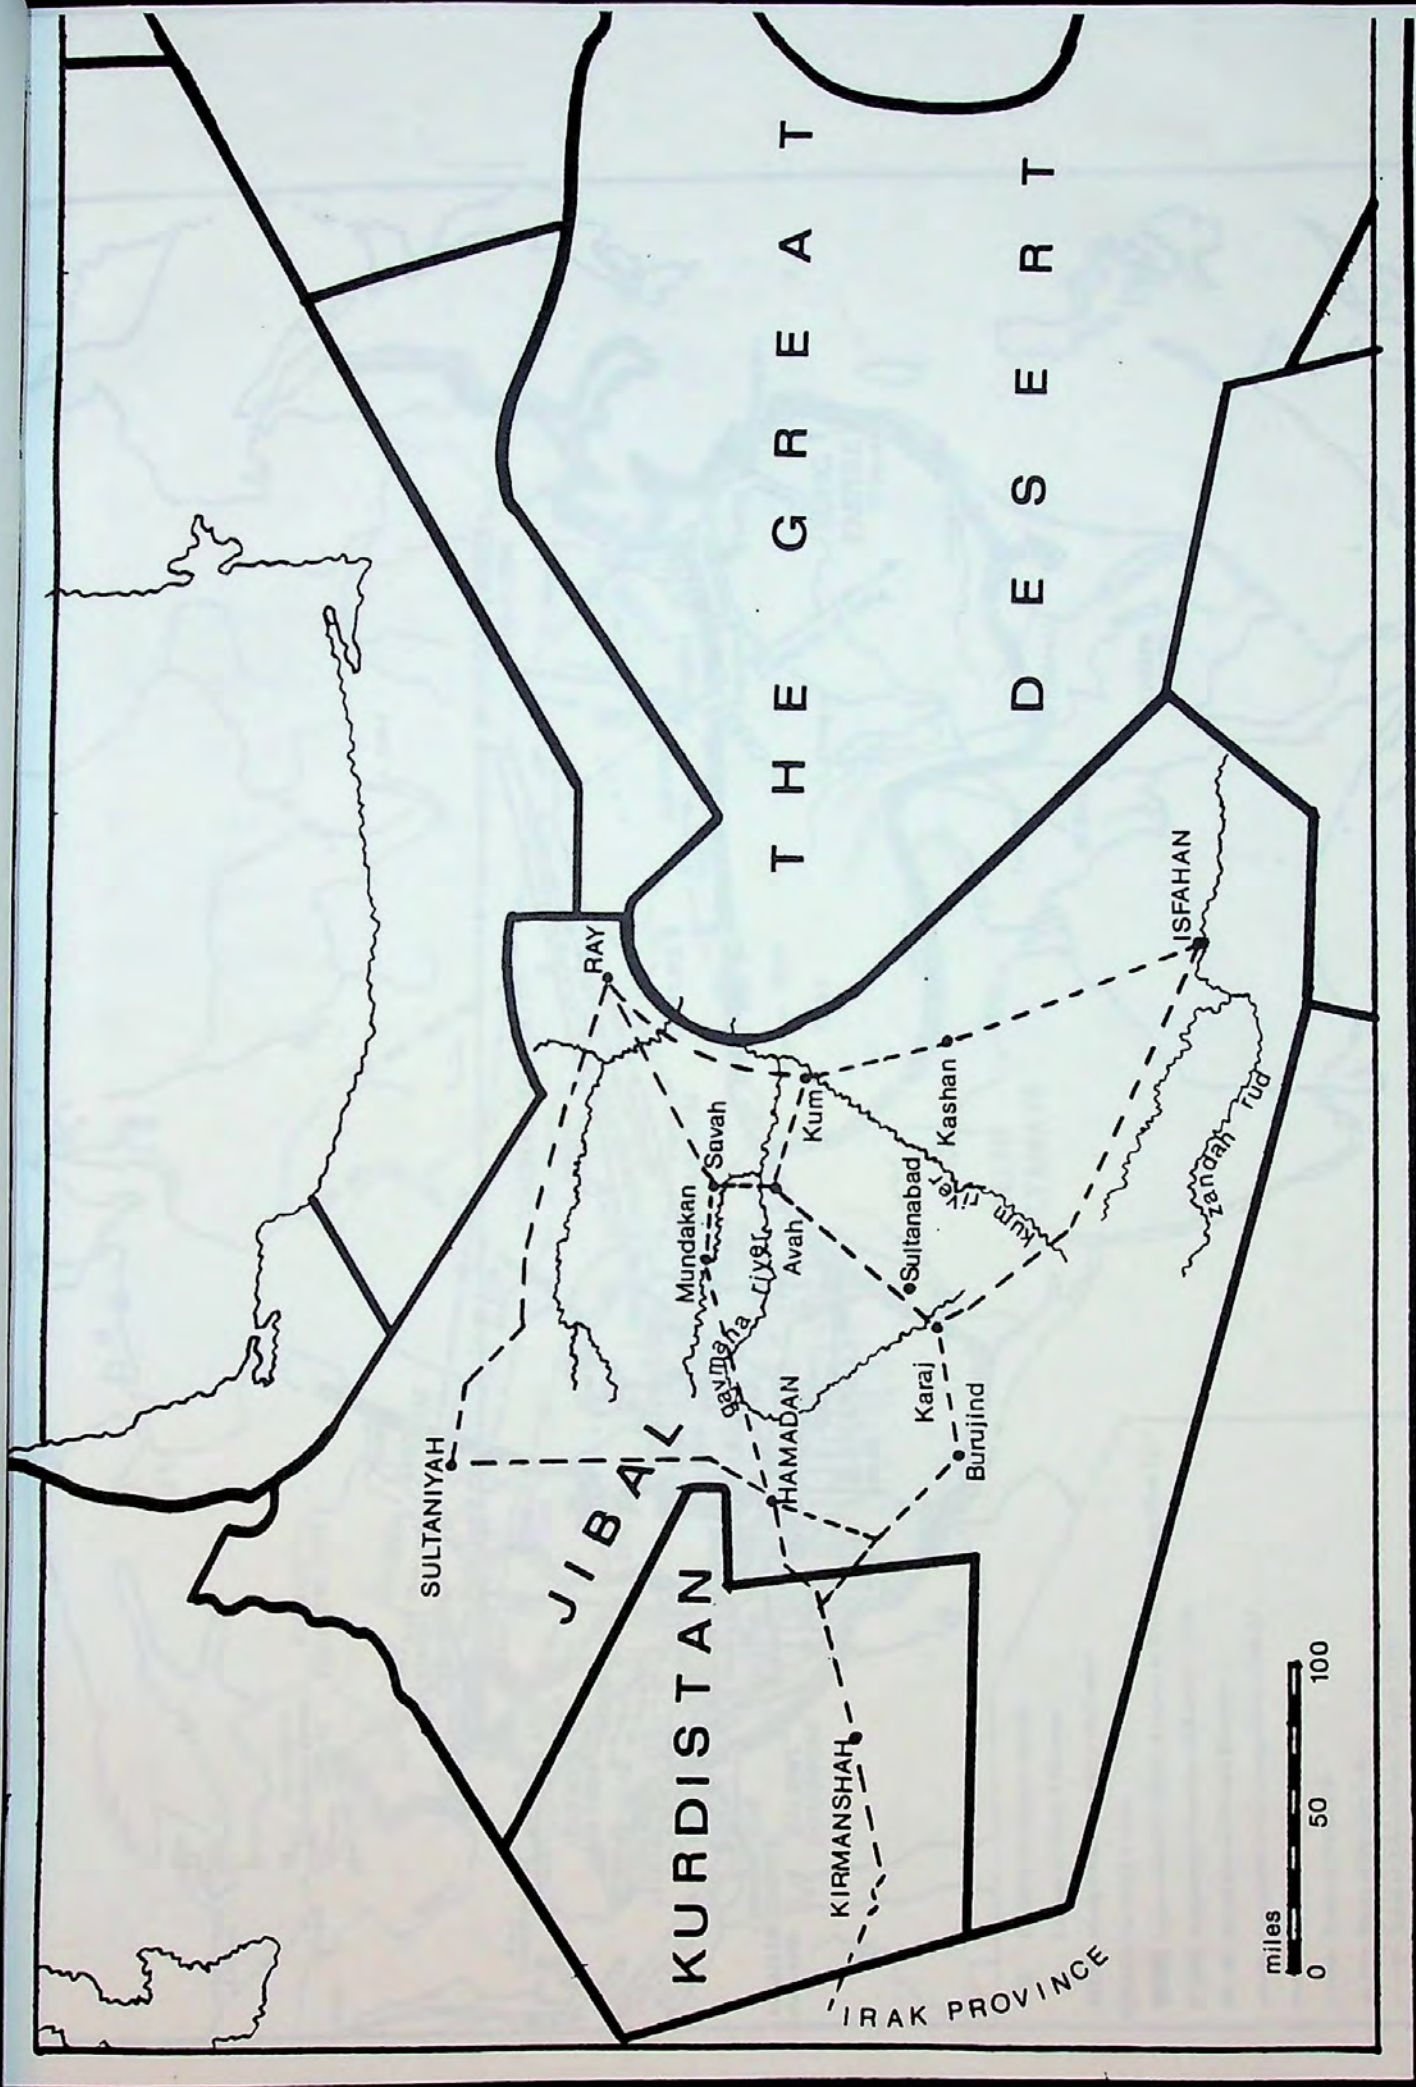 THE GREAT
DESERT
JIBAL
KURDISTAN
SULTANIYAH
RAY
Mundakan
Savah
gavmaha river
Avah
Kum
HAMADAN
Sultanabad
Kashan
kum river
Karaj
Burujind
ISFAHAN
zandah rud
KIRMANSHAH
IRAK PROVINCE
miles
0 50 100